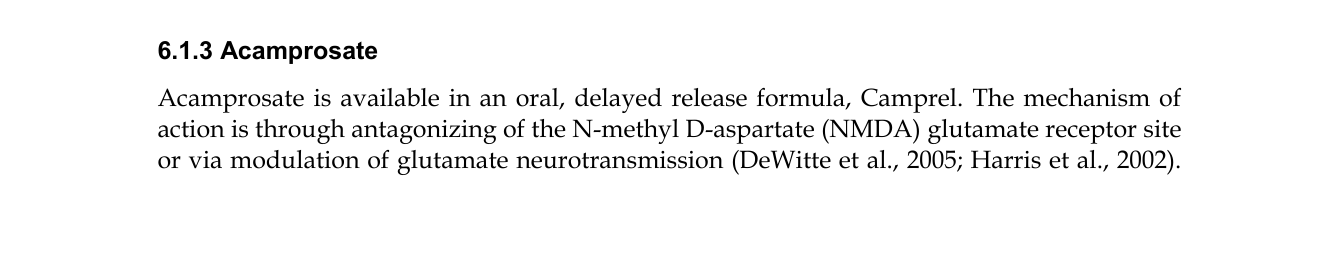 6.1.3 Acamprosate
Acamprosate is available in an oral, delayed release formula, Camprel. The mechanism of
action is through antagonizing of the N-methyl D-aspartate (NMDA) glutamate receptor site
or via modulation of glutamate neurotransmission (DeWitte et al., 2005; Harris et al., 2002).